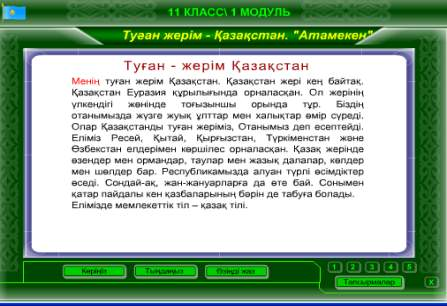 11 КЛАСС\ 1 МОДУЛЬ
Туған жерім - Қазақстан. "Атамекен"
Туған - жерім Қазақстан
Менің туған жерім Қазақстан. Қазақстан жері кең байтақ.
Қазақстан Еуразия құрылығында орналасқан. Ол жерінің
үлкендігі жөнінде тоғызыншы орында тұр. Біздің
отанымызда жүзге жуық ұлттар мен халықтар өмір сүреді.
Олар Қазақстанды туған жеріміз, Отанымыз деп есептейді.
Еліміз Ресей, Қытай, Қырғызстан, Түркіменстан және
Өзбекстан елдерімен көршілес орналасқан. Қазақ жерінде
өзендер мен ормандар, таулар мен жазық далалар, көлдер
мен шөлдер бар. Республикамызда алуан түрлі өсімдіктер
өседі. Сондай-ақ, жан-жануарларға да өте бай. Сонымен
қатар пайдалы кен қазбаларының бәрін де табуға болады.
Елімізде мемлекеттік тіл – қазақ тілі.
Көріңіз Тыңдаңыз Өзіңді жаз 1 2 3 4 5
Тапсырмалар X